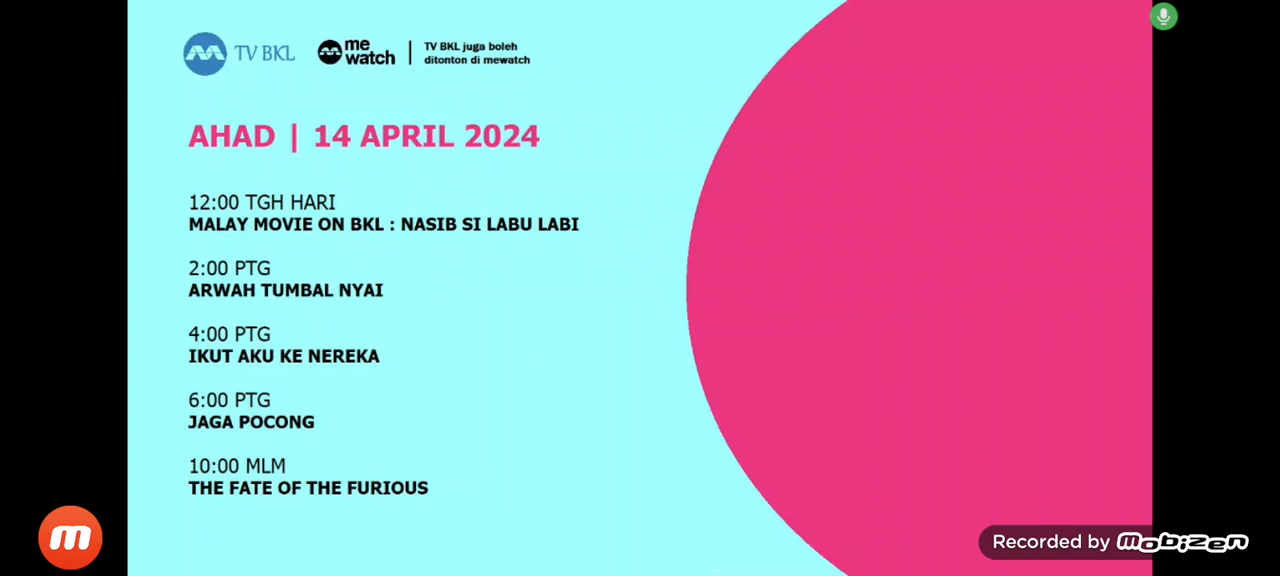 TV BKL
me
watch
TV BKL juga boleh
ditonton di mewatch
AHAD | 14 APRIL 2024
12:00 TGH HARI
MALAY MOVIE ON BKL : NASIB SI LABU LABI
2:00 PTG
ARWAH TUMBAL NYAI
4:00 PTG
IKUT AKU KE NEREKA
6:00 PTG
JAGA POCONG
10:00 MLM
THE FATE OF THE FURIOUS
m
Recorded by mobizen